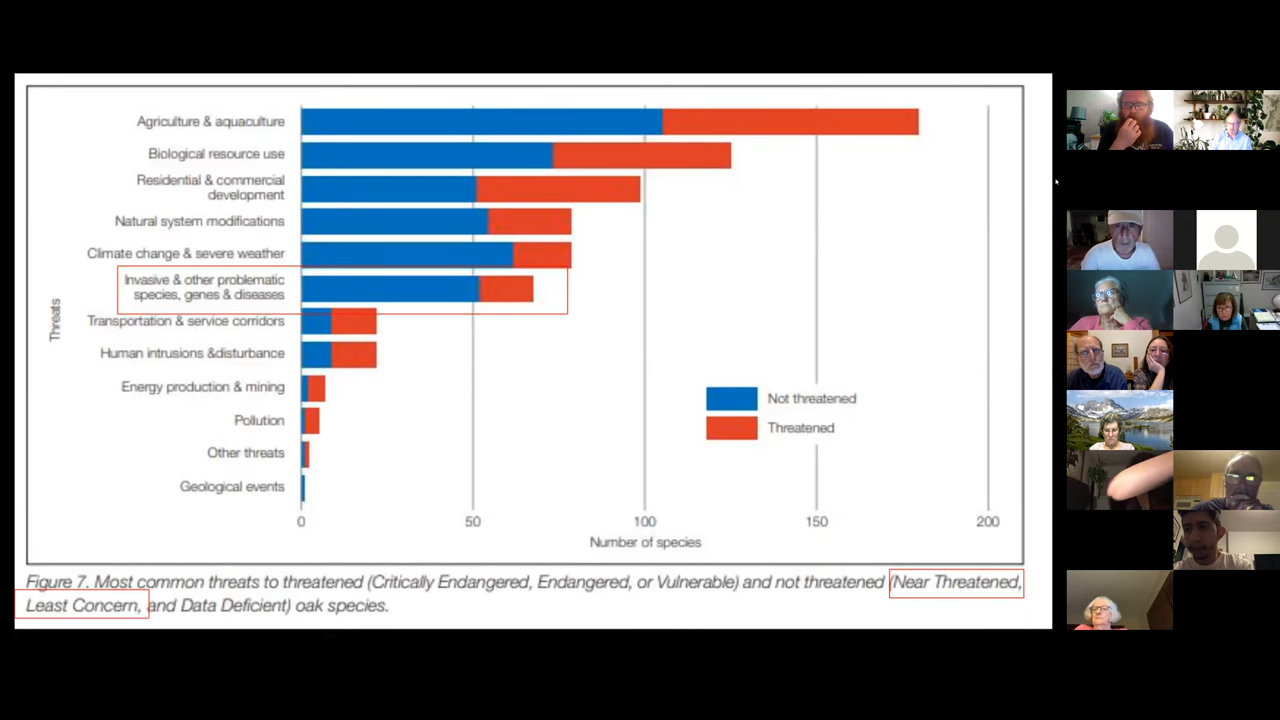 Agriculture & aquaculture
Biological resource use
Residential & commercial
development
Natural system modifications
Climate change & severe weather
Invasive & other problematic
species, genes & diseases
Transportation & service corridors
Human intrusions &disturbance
Energy production & mining
Pollution
Other threats
Geological events
Threats
Not threatened
Threatened
0 50 100 150 200
Number of species
Figure 7. Most common threats to threatened (Critically Endangered, Endangered, or Vulnerable) and not threatened (Near Threatened,
Least Concern, and Data Deficient) oak species.